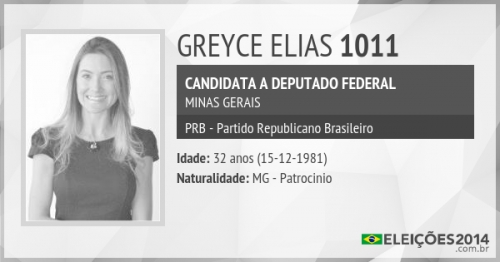 GREYCE ELIAS 1011
CANDIDATA A DEPUTADO FEDERAL
MINAS GERAIS
PRB - Partido Republicano Brasileiro
Idade: 32 anos (15-12-1981)
Naturalidade: MG - Patrocinio
ELEIÇÕES2014
.com.br